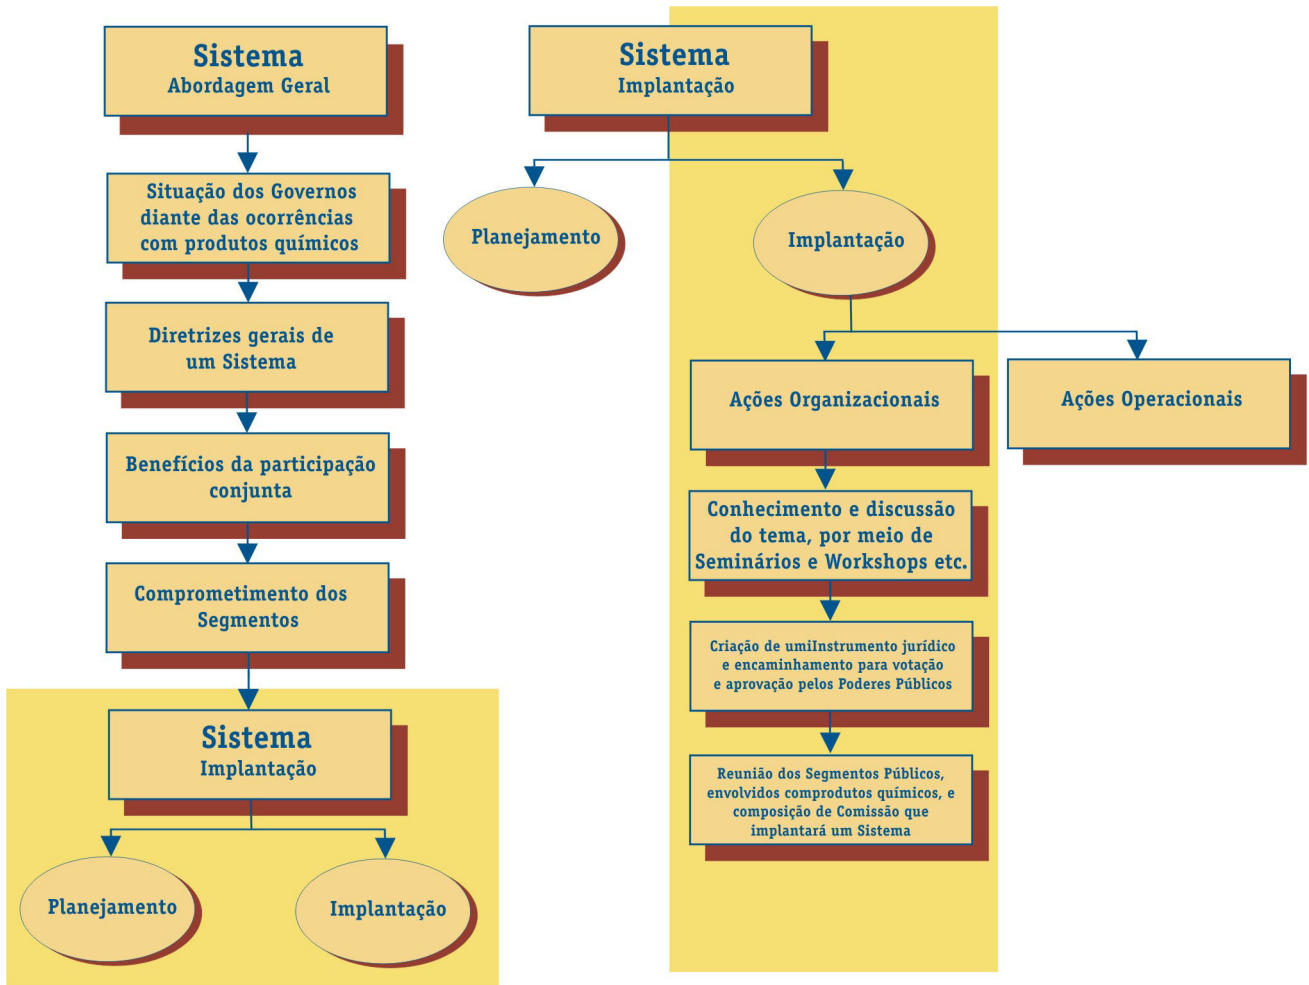 Sistema
Abordagem Geral
Situação dos Governos
diante das ocorrências
com produtos químicos
Diretrizes gerais de
um Sistema
Benefícios da participação
conjunta
Comprometimento dos
Segmentos
Sistema
Implantação
Planejamento
Implantação
Sistema
Implantação
Planejamento
Implantação
Ações Organizacionais
Ações Operacionais
Conhecimento e discussão
do tema, por meio de
Seminários e Workshops etc.
Criação de umiInstrumento jurídico
e encaminhamento para votação
e aprovação pelos Poderes Públicos
Reunião dos Segmentos Públicos,
envolvidos comprodutos químicos, e
composição de Comissão que
implantará um Sistema